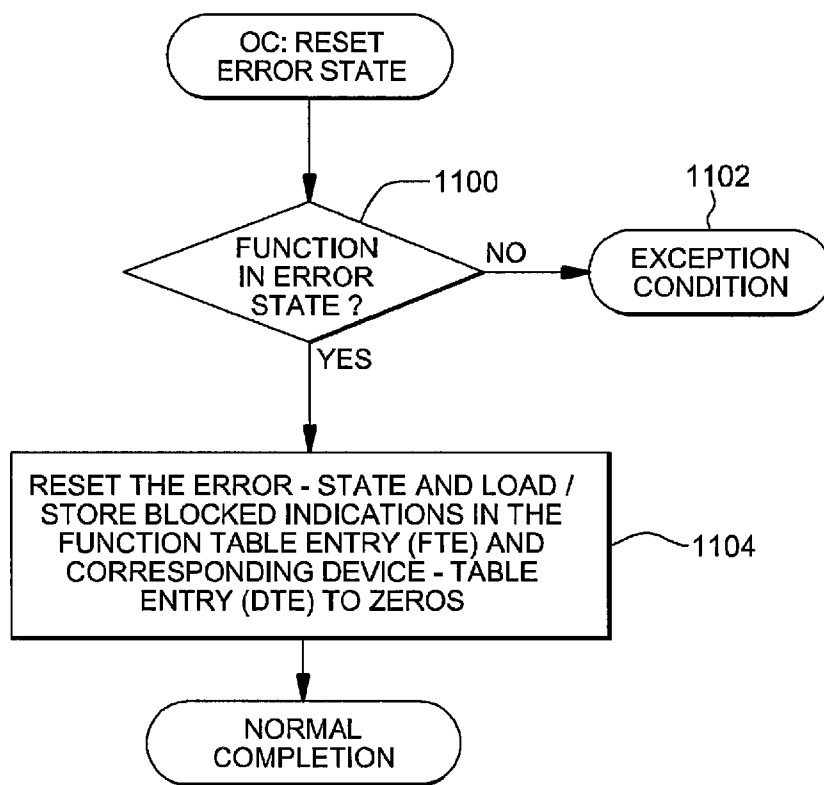 OC: RESET
ERROR STATE
1100
FUNCTION
IN ERROR
STATE ?
NO
1102
EXCEPTION
CONDITION
YES
RESET THE ERROR - STATE AND LOAD /
STORE BLOCKED INDICATIONS IN THE
FUNCTION TABLE ENTRY (FTE) AND
CORRESPONDING DEVICE - TABLE
ENTRY (DTE) TO ZEROS
1104
NORMAL
COMPLETION